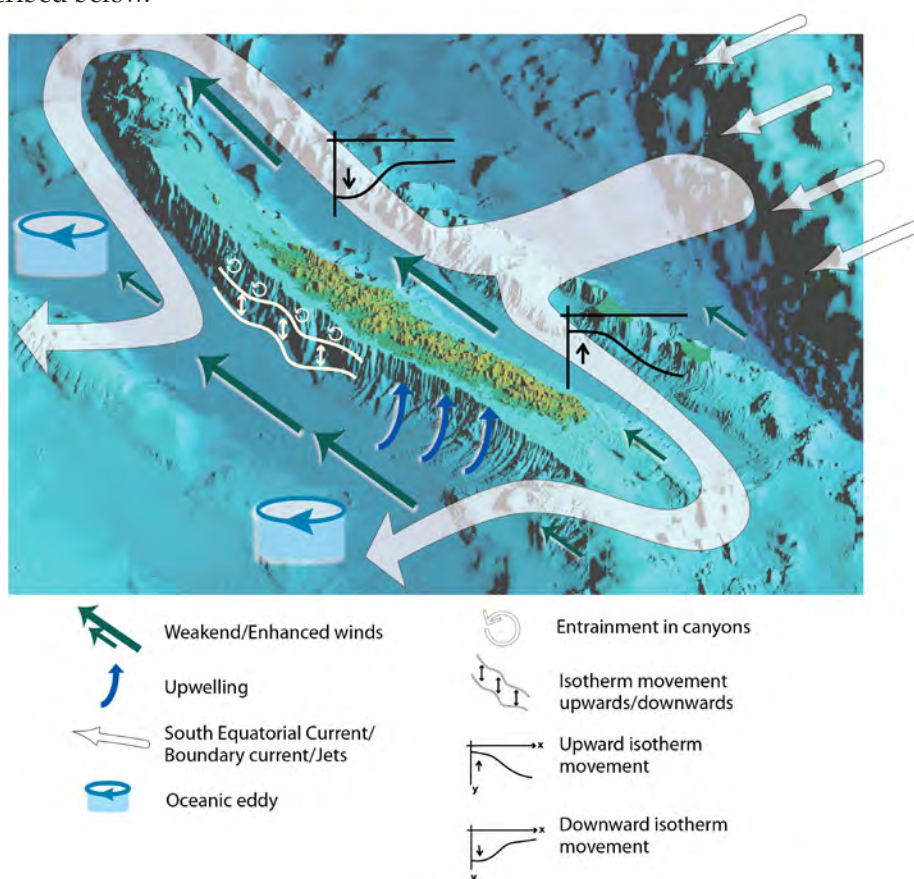 Weakend/Enhanced winds
Upwelling
South Equatorial Current/
Boundary current/Jets
Oceanic eddy
Entrainment in canyons
Isotherm movement
upwards/downwards
x
Upward isotherm
movement
y
x
Downward isotherm
movement
y